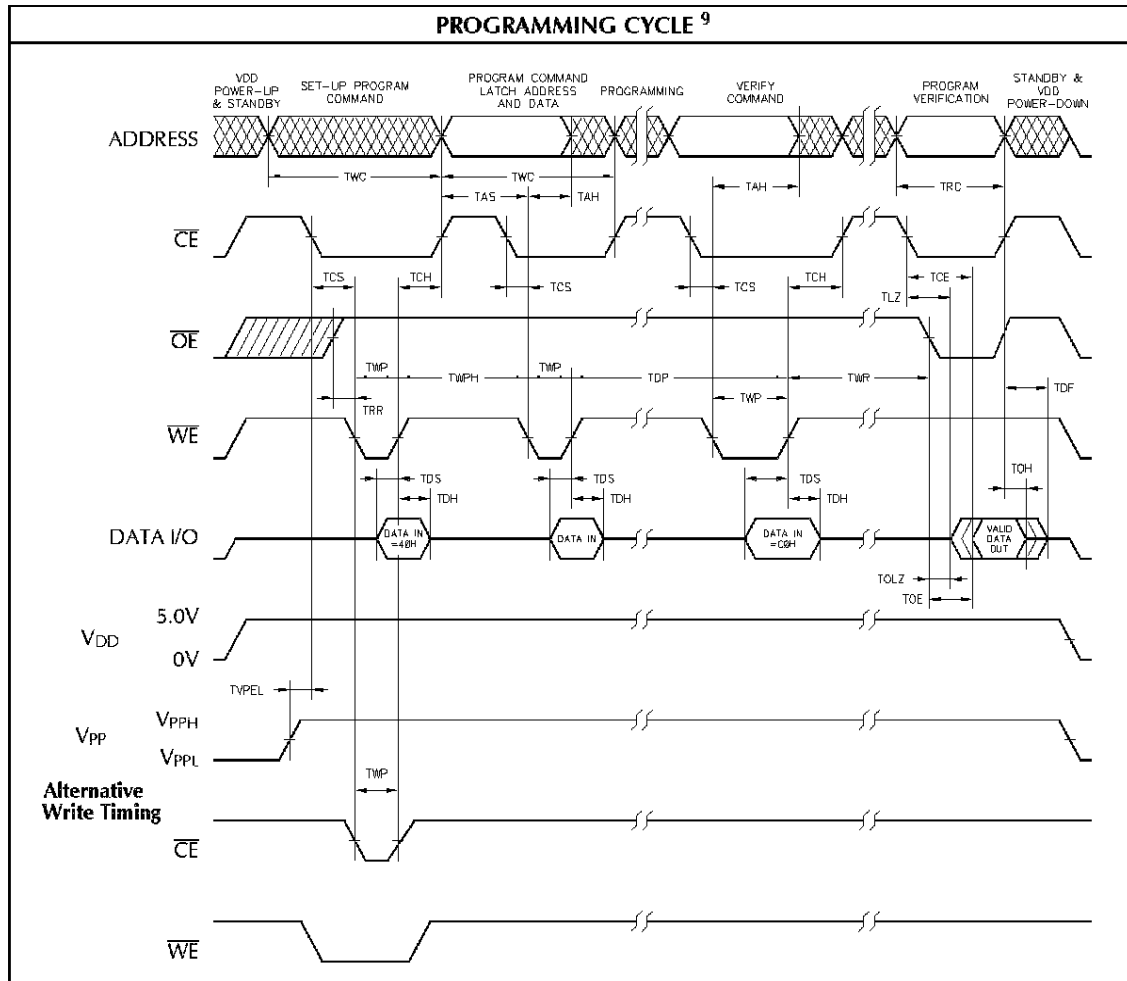 PROGRAMMING CYCLE 9
VDD
POWER-UP
& STANDBY
SET-UP PROGRAM
COMMAND
PROGRAM COMMAND
LATCH ADDRESS
AND DATA
PROGRAMMING
VERIFY
COMMAND
PROGRAM
VERIFICATION
STANDBY &
VDD
POWER-DOWN
ADDRESS
TWC
TWC
TAS
TAH
TAH
TRC
CE
TCS
TCH
TCS
TCS
TCH
TCE
TLZ
OE
TWP
TWPH
TWP
TDP
TWR
TRR
TWP
TDF
WE
TDS
TDH
TDS
TDH
TDS
TDH
TOH
DATA I/O
DATA IN
=40H
DATA IN
DATA IN
=C0H
VALID
DATA
OUT
TOLZ
TOE
VDD
5.0V
0V
TVPEL
VPP
VPPH
VPPL
Alternative
Write Timing
TWP
CE
WE